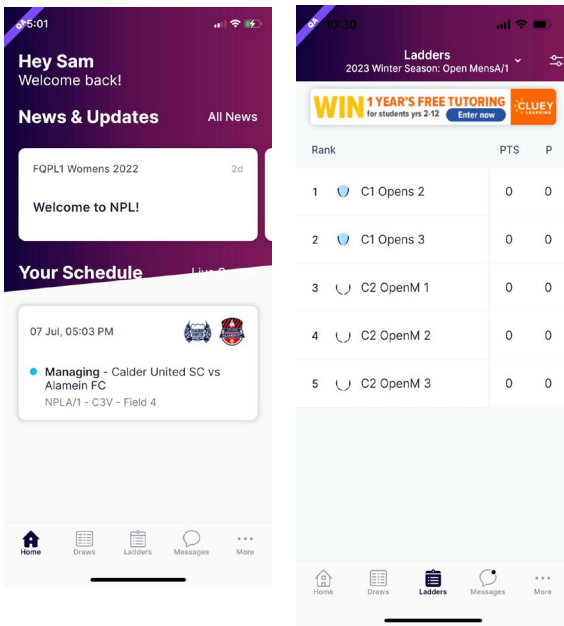 5:01
Hey Sam
Welcome back!
News & Updates
All News
FQPL1 Womens 2022
2d
Welcome to NPL!
Your Schedule
07 Jul, 05:03 PM
Managing - Calder United SC vs
Alamein FC
NPLA/1 - C3V - Field 4
Home
Draws
Ladders
Messages
More
QA
10:30
Ladders
2023 Winter Season: Open MensA/1
WIN 1 YEAR'S FREE TUTORING
for students yrs 2-12
Enter now
CLUEY
LEARNING
Rank
PTS
P
1 C1 Opens 2 0 0
2 C1 Opens 3 0 0
3 C2 OpenM 1 0 0
4 C2 OpenM 2 0 0
5 C2 OpenM 3 0 0
Home
Draws
Ladders
Messages
More